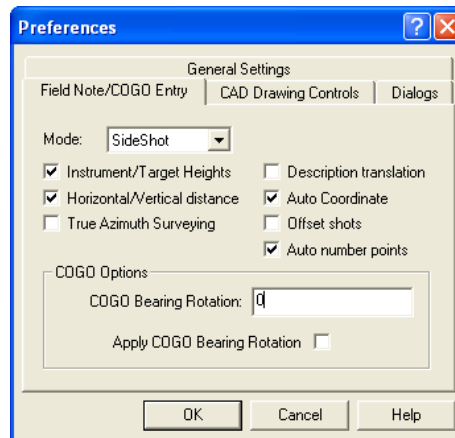 Preferences
General Settings
Field Note/COGO Entry CAD Drawing Controls Dialogs
Mode: SideShot
Instrument/Target Heights Description translation
Horizontal/Vertical distance Auto Coordinate
True Azimuth Surveying Offset shots
Auto number points
COGO Options
COGO Bearing Rotation: 0
Apply COGO Bearing Rotation
OK Cancel Help